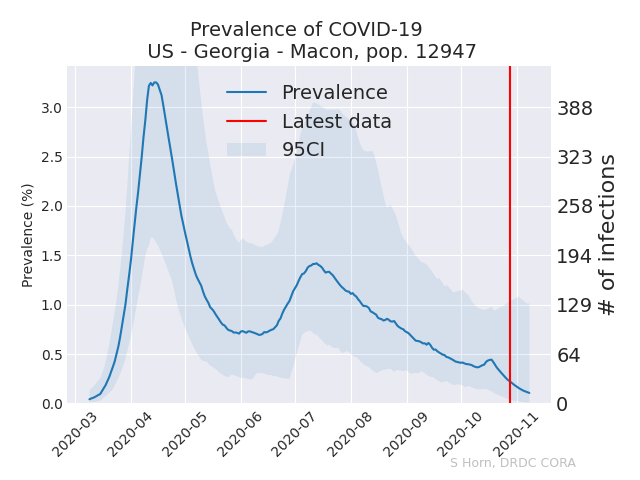 Prevalence of COVID-19
US - Georgia - Macon, pop. 12947
Prevalence
Latest data
95CI
Prevalence (%)
3.0
2.5
2.0
1.5
1.0
0.5
0.0
388
323
258
194
129
64
0
# of infections
2020-03
2020-04
2020-05
2020-06
2020-07
2020-08
2020-09
2020-10
2020-11
S Horn, DRDC CORA